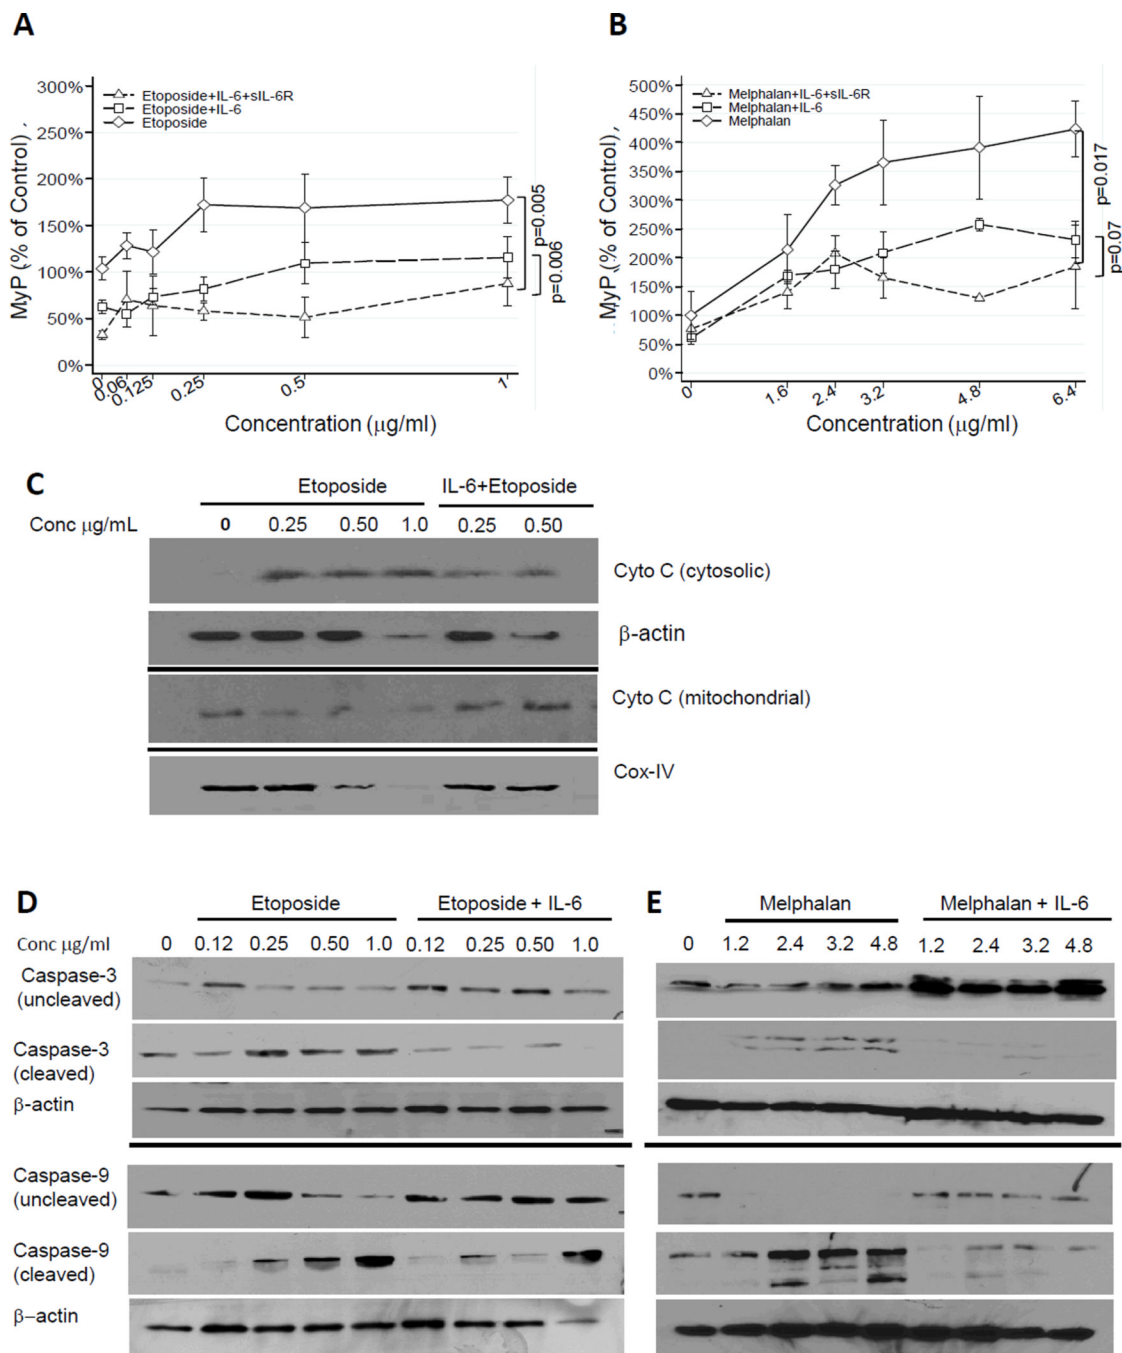 A
B
300%
250%
200%
150%
100%
50%
0%
MyP (% of Control)
Etoposide+IL-6+sIL-6R
Etoposide+IL-6
Etoposide
p=0.005
p=0.006
0 0.06 0.125 0.25 0.5 1
Concentration (μg/ml)
500%
450%
400%
350%
300%
250%
200%
150%
100%
50%
0%
MyP (% of Control)
Melphalan+IL-6+sIL-6R
Melphalan+IL-6
Melphalan
p=0.017
p=0.07
0 1.6 2.4 3.2 4.8 6.4
Concentration (μg/ml)
C
Etoposide IL-6+Etoposide
Conc μg/mL 0 0.25 0.50 1.0 0.25 0.50
Cyto C (cytosolic)
β-actin
Cyto C (mitochondrial)
Cox-IV
D
Etoposide Etoposide + IL-6
Conc μg/ml 0 0.12 0.25 0.50 1.0 0.12 0.25 0.50 1.0
Caspase-3
(uncleaved)
Caspase-3
(cleaved)
β-actin
Caspase-9
(uncleaved)
Caspase-9
(cleaved)
β-actin
E
Melphalan Melphalan + IL-6
0 1.2 2.4 3.2 4.8 1.2 2.4 3.2 4.8